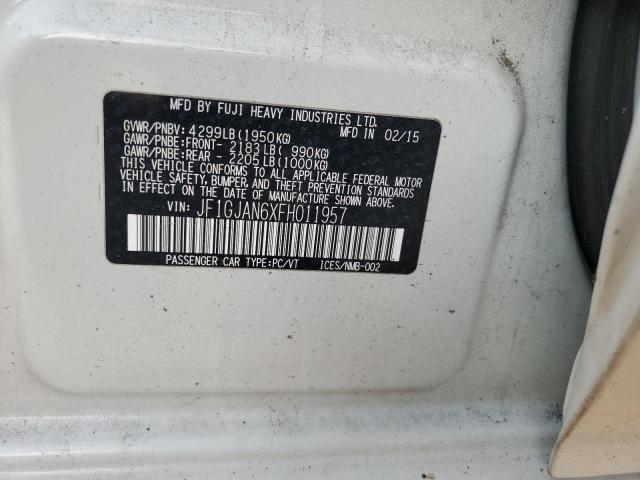 MFD BY FUJI HEAVY INDUSTRIES LTD.
GVWR/PNBV: 4299LB(1950KG) MFD IN 02/15
GAWR/PNBE:FRONT- 2183LB( 990KG)
GAWR/PNBE:REAR - 2205LB(1000KG)
THIS VEHICLE CONFORMS TO ALL APPLICABLE FEDERAL MOTOR
VEHICLE SAFETY, BUMPER, AND THEFT PREVENTION STANDARDS
IN EFFECT ON THE DATE OF MANUFACTURE SHOWN ABOVE.
VIN: JF1GJAN6XFH011957
PASSENGER CAR TYPE:PC/VT ICES/NMB-002